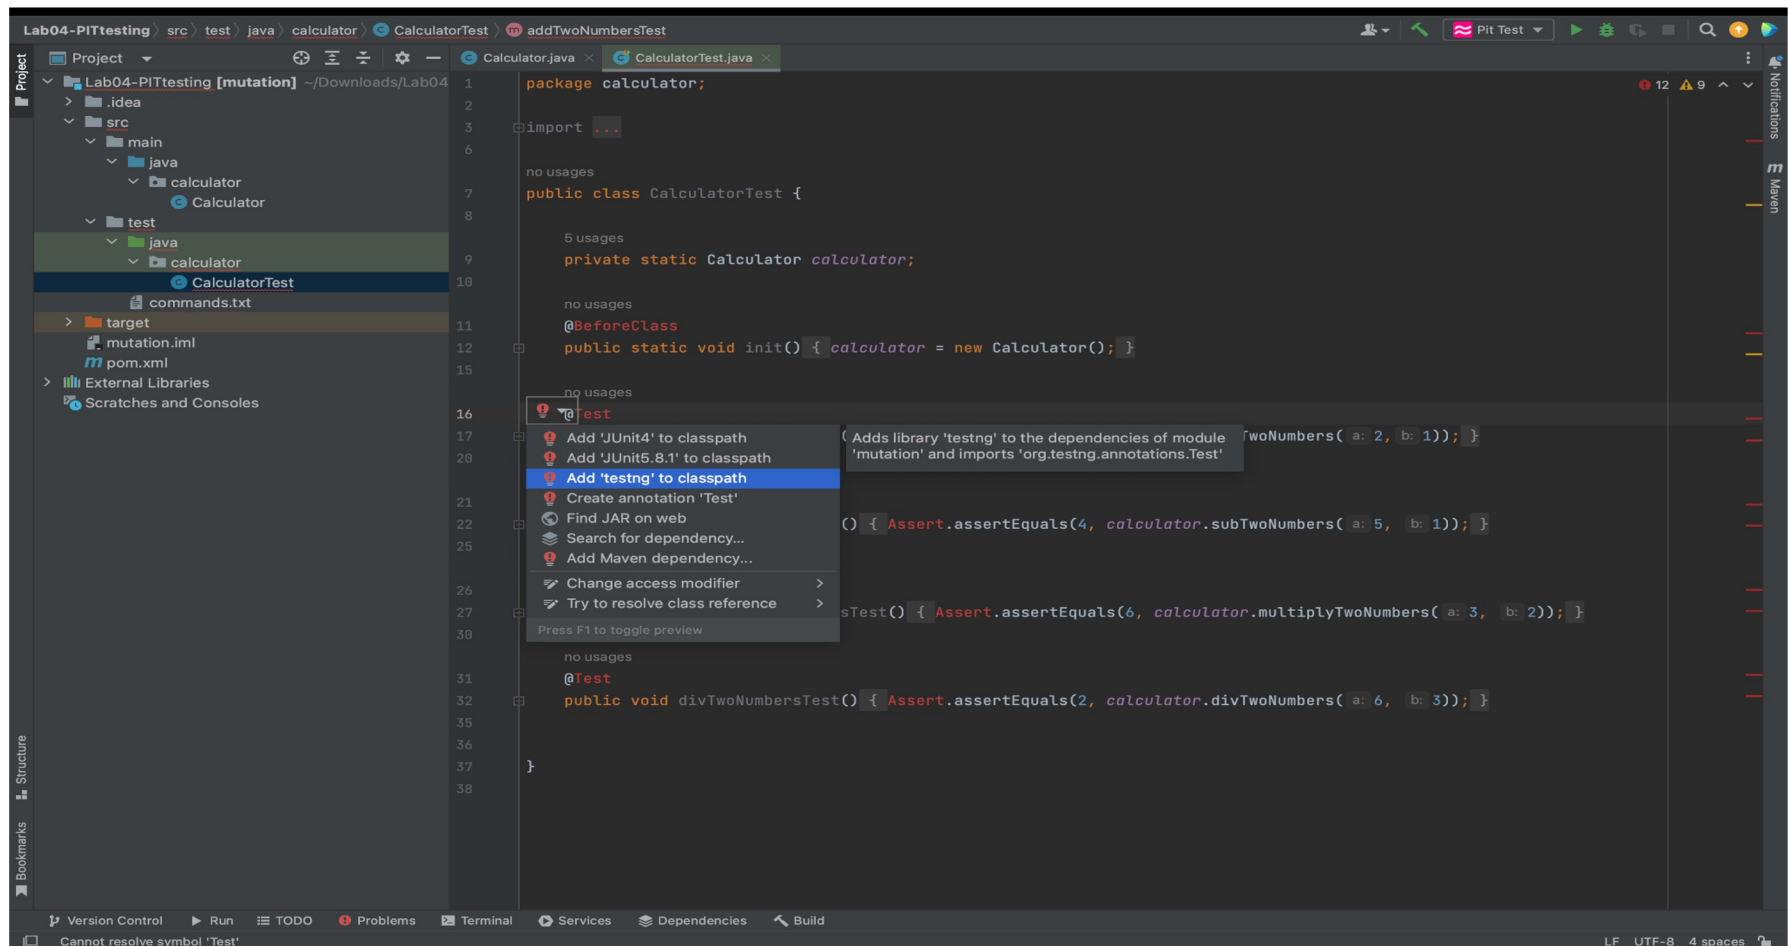 Lab04-PITtesting src test java calculator CalculatorTest addTwoNumbersTest
Pit Test
Project
Calculator.java
CalculatorTest.java
Project
Lab04-PITtesting [mutation] ~/Downloads/Lab04
.idea
src
main
java
calculator
Calculator
test
java
calculator
CalculatorTest
commands.txt
target
mutation.iml
pom.xml
External Libraries
Scratches and Consoles
12 9
1 package calculator;
2
3 import ...
6
no usages
7 public class CalculatorTest {
8
5 usages
9 private static Calculator calculator;
10
no usages
11 @BeforeClass
12 public static void init() { calculator = new Calculator(); }
15
no usages
16 @Test
17 woNumbers( a: 2, b: 1)); }
20
21
22 () { Assert.assertEquals(4, calculator.subTwoNumbers( a: 5, b: 1)); }
25
26
27 sTest() { Assert.assertEquals(6, calculator.multiplyTwoNumbers( a: 3, b: 2)); }
30
no usages
31 @Test
32 public void divTwoNumbersTest() { Assert.assertEquals(2, calculator.divTwoNumbers( a: 6, b: 3)); }
35
36
37 }
38
Add 'JUnit4' to classpath
Add 'JUnit5.8.1' to classpath
Add 'testng' to classpath
Create annotation 'Test'
Find JAR on web
Search for dependency...
Add Maven dependency...
Change access modifier
Try to resolve class reference
Press F1 to toggle preview
Adds library 'testng' to the dependencies of module
'mutation' and imports 'org.testng.annotations.Test'
Notifications
m Maven
Structure
Bookmarks
Version Control Run TODO Problems Terminal Services Dependencies Build
Cannot resolve symbol 'Test'
LF UTF-8 4 spaces